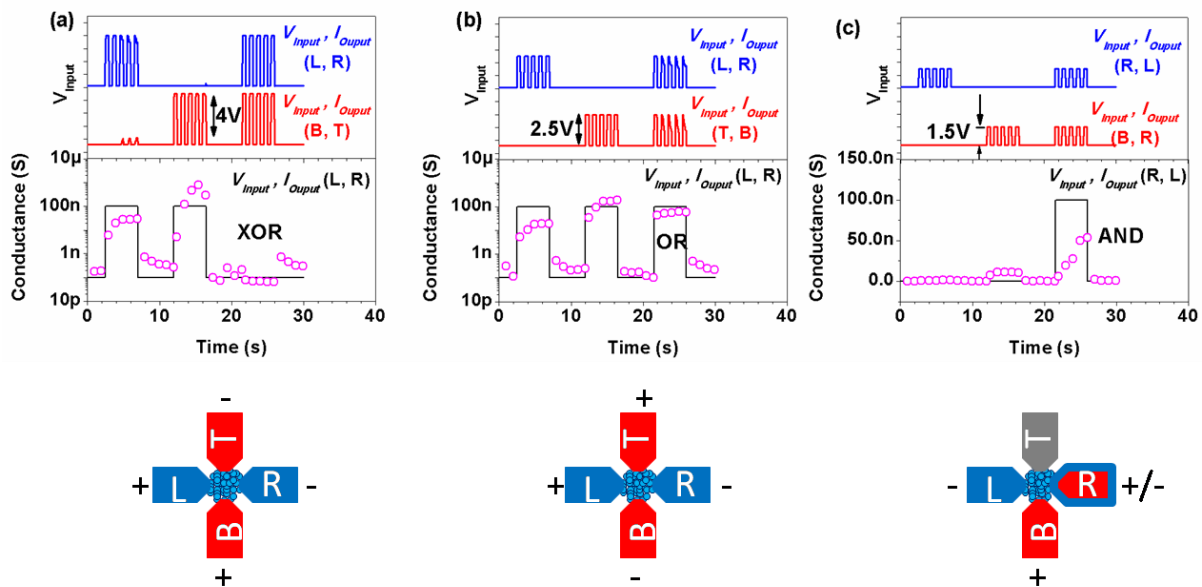 (a)
V_Input , I_Ouput
(L, R)
V_Input
4V
V_Input , I_Ouput
(B, T)
Conductance (S)
10µ
100n
1n
10p
V_Input , I_Ouput (L, R)
XOR
0 10 20 30 40
Time (s)
(b)
V_Input , I_Ouput
(L, R)
2.5V
V_Input , I_Ouput
(T, B)
Conductance (S)
10µ
100n
1n
10p
V_Input , I_Ouput (L, R)
OR
0 10 20 30 40
Time (s)
(c)
V_Input , I_Ouput
(R, L)
1.5V
V_Input , I_Ouput
(B, R)
Conductance (S)
150.0n
100.0n
50.0n
0.0
V_Input , I_Ouput (R, L)
AND
0 10 20 30 40
Time (s)
-
T
+ L R -
B
+
+
T
+ L R -
B
-
T
- L R +/-
B
+